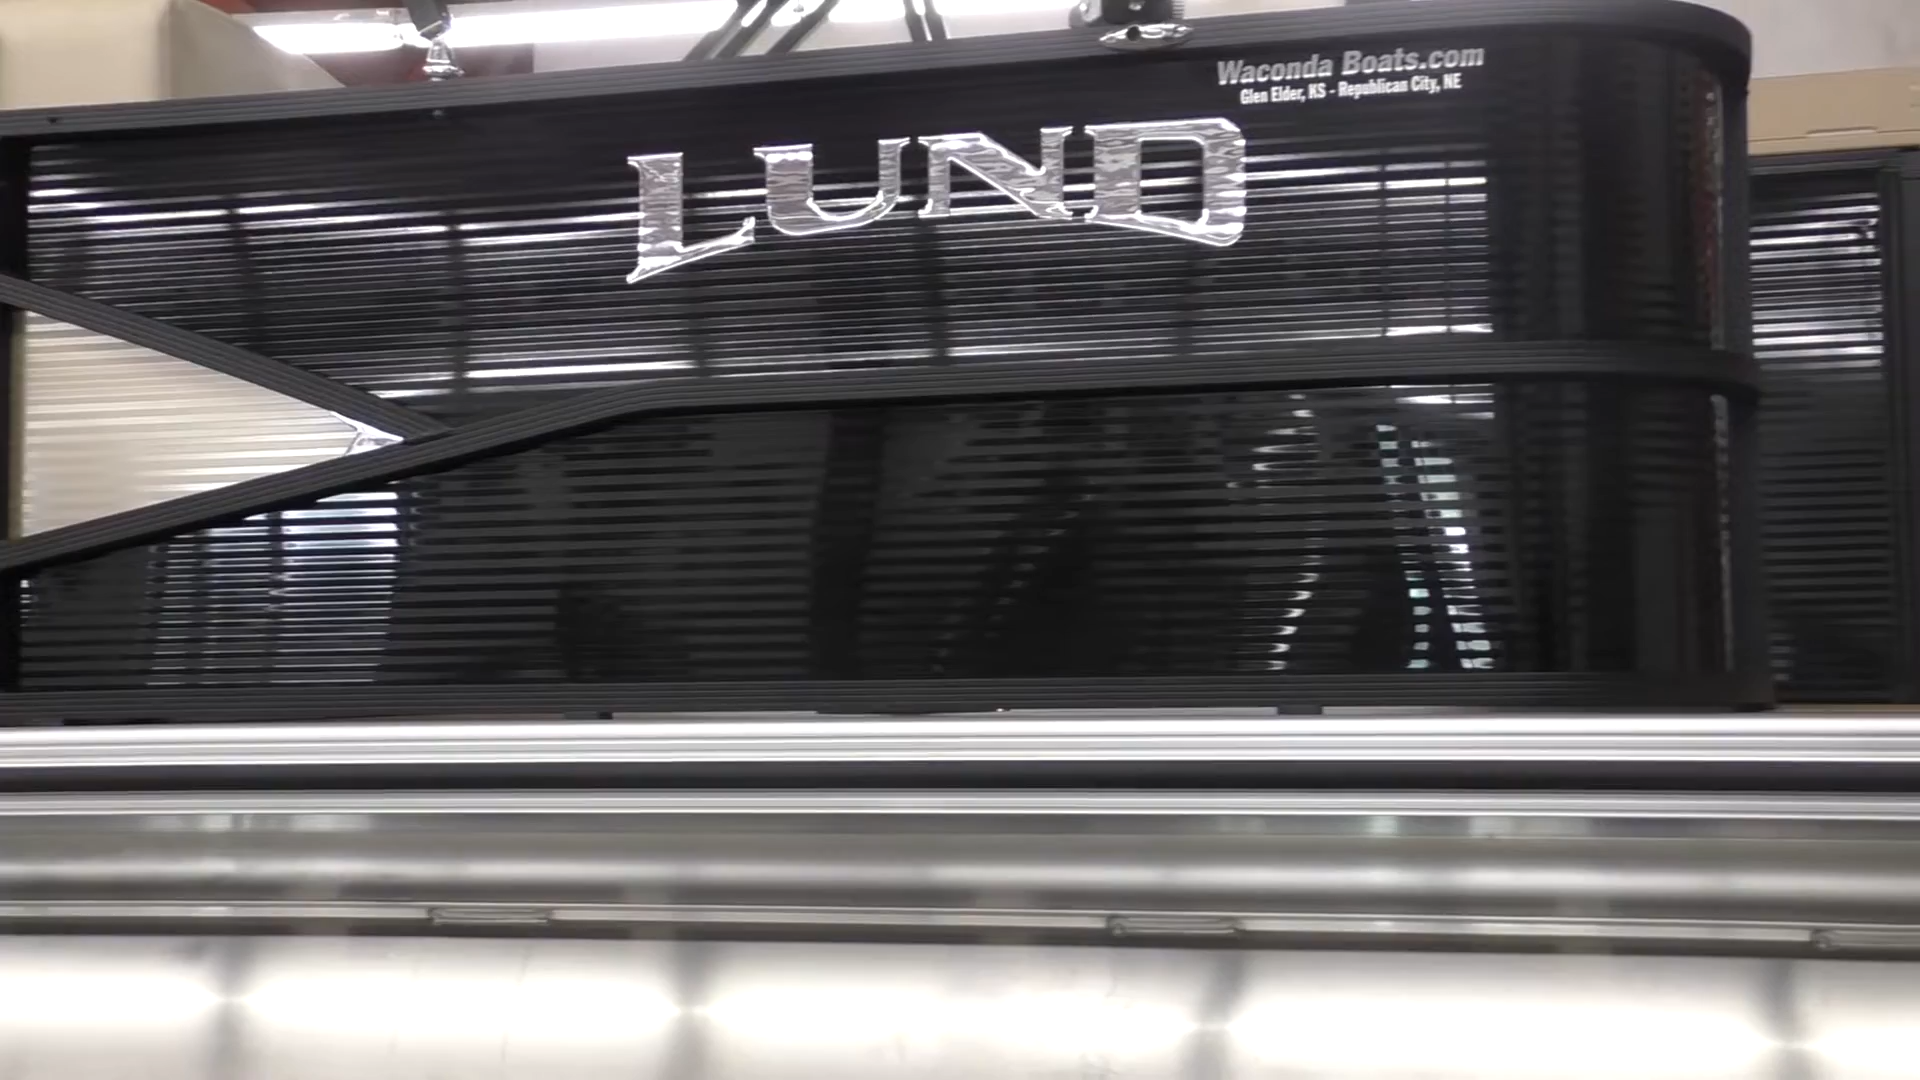 Waconda Boats.com
Glen Elder, KS - Republican City, NE
LUND